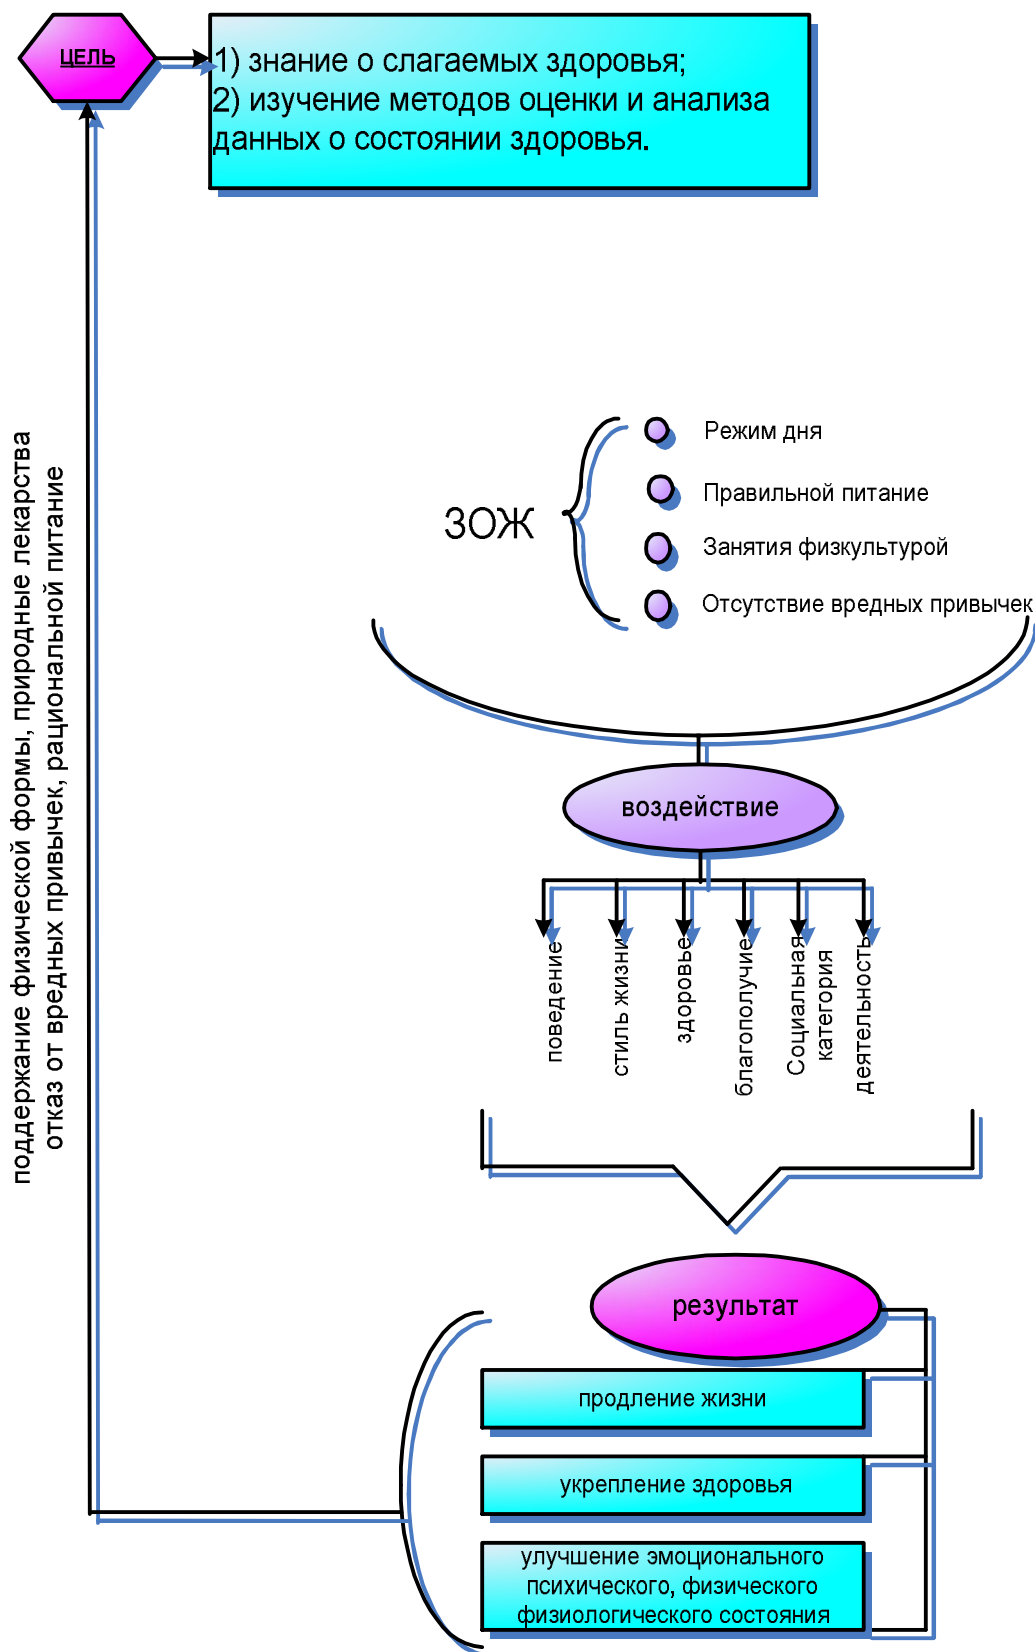 ЦЕЛЬ
1) знание о слагаемых здоровья;
2) изучение методов оценки и анализа
данных о состоянии здоровья.
ЗОЖ
Режим дня
Правильной питание
Занятия физкультурой
Отсутствие вредных привычек
воздействие
поведение
стиль жизни
здоровье
благополучие
Социальная
категория
деятельность
поддержание физической формы, природные лекарства
отказ от вредных привычек, рациональной питание
результат
продление жизни
укрепление здоровья
улучшение эмоционального
психического, физического
физиологического состояния